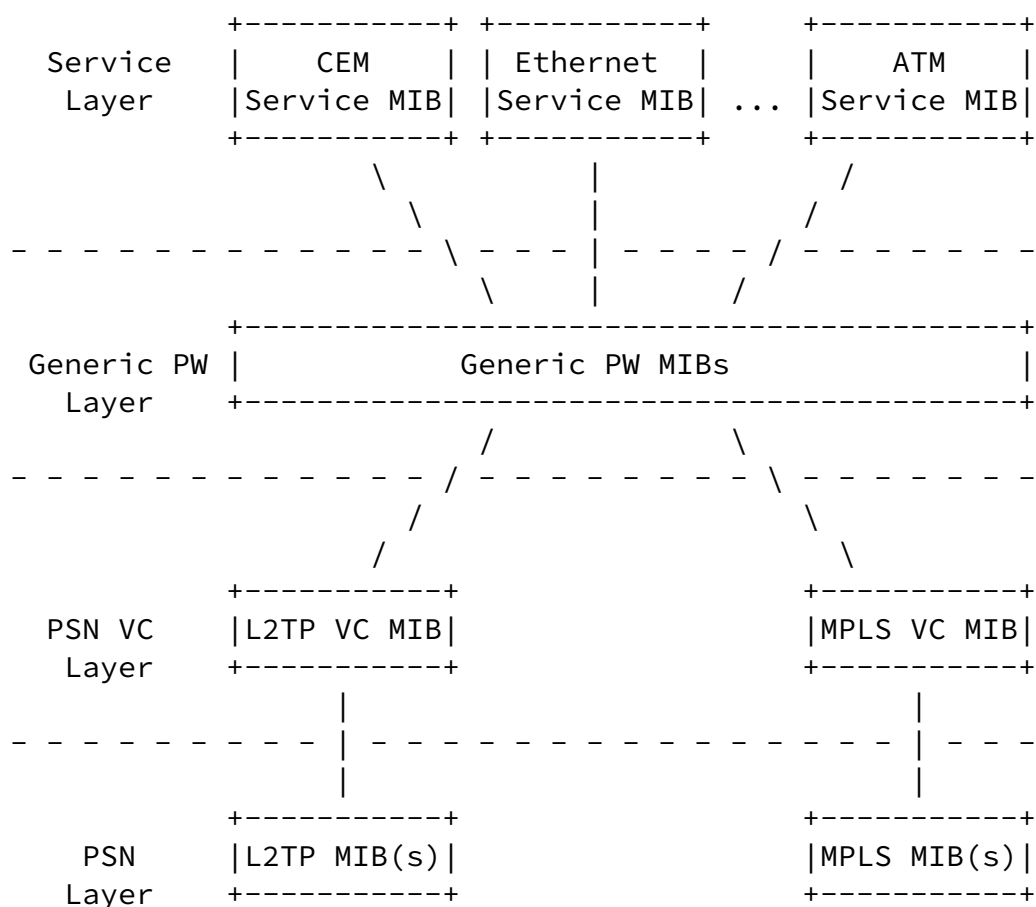 Service CEM Ethernet ATM
Layer Service MIB Service MIB ... Service MIB
Generic PW Generic PW MIBs
Layer
PSN VC L2TP VC MIB MPLS VC MIB
Layer
PSN L2TP MIB(s) MPLS MIB(s)
Layer